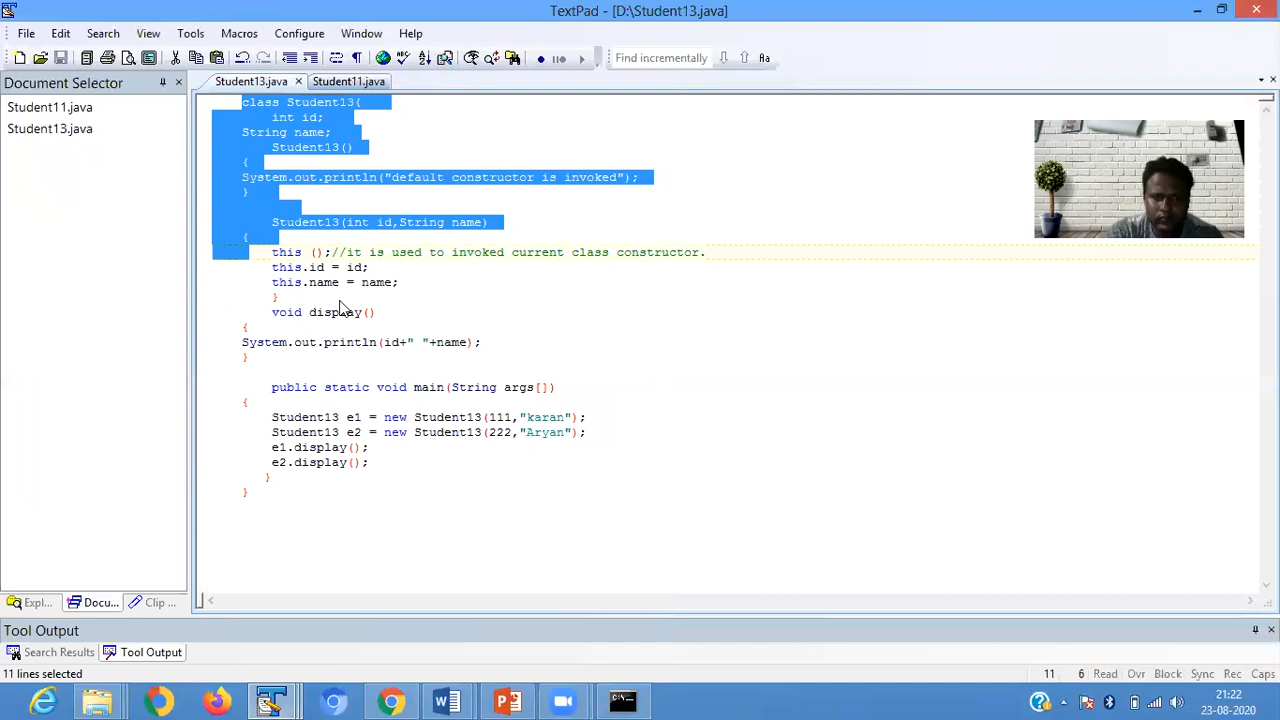 TextPad - [D:\Student13.java]
File Edit Search View Tools Macros Configure Window Help
Find incrementally
Document Selector
Student13.java
Student11.java
Student11.java
Student13.java
class Student13{
int id;
String name;
Student13()
{
System.out.println("default constructor is invoked");
}
Student13(int id,String name)
{
this ();//it is used to invoked current class constructor.
this.id = id;
this.name = name;
}
void display()
{
System.out.println(id+" "+name);
}
public static void main(String args[])
{
Student13 e1 = new Student13(111,"karan");
Student13 e2 = new Student13(222,"Aryan");
e1.display();
e2.display();
}
}
Expl... Docu... Clip ...
Tool Output
Search Results Tool Output
11 lines selected
11 6 Read Ovr Block Sync Rec Caps
21:22
23-08-2020